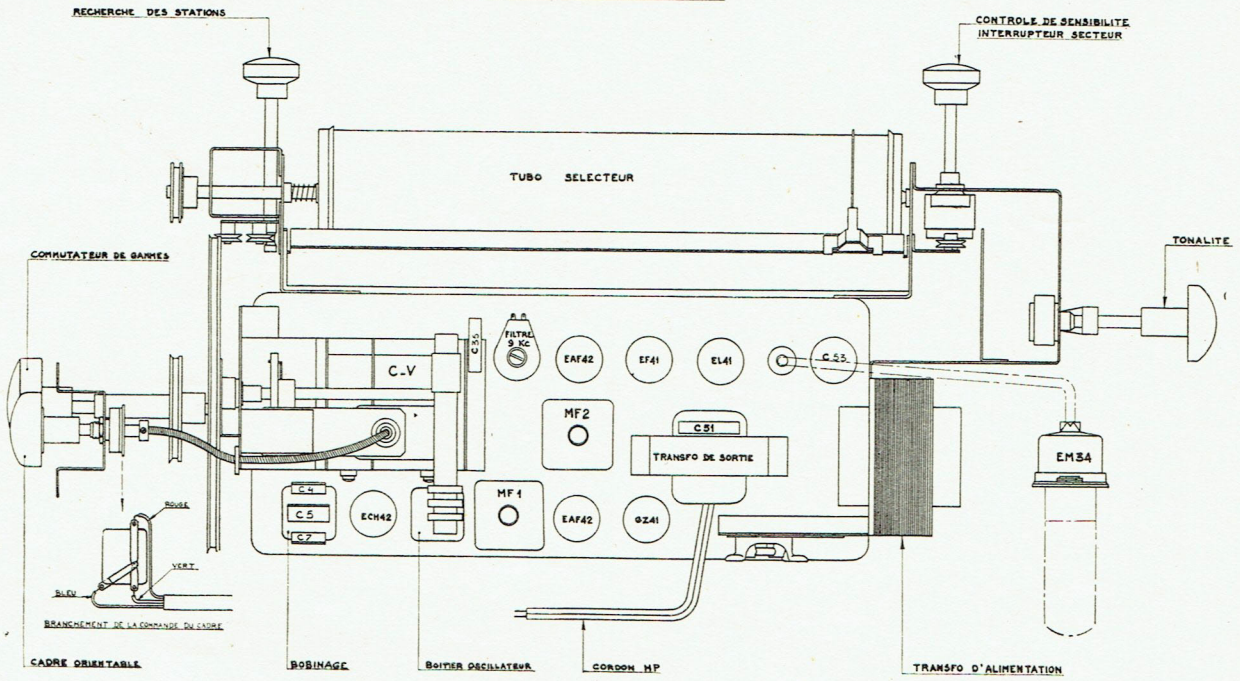 RECHERCHE DES STATIONS
CONTROLE DE SENSIBILITE
INTERRUPTEUR SECTEUR
TUBO SELECTEUR
TONALITE
COMMUTATEUR DE GAMMES
C 35
FILTRE
9 Kc
EAF42
EF41
EL41
C 53
C-V
MF2
C51
TRANSFO DE SORTIE
EM34
C4
C5
C7
ECH42
MF1
EAF42
GZ41
ROUGE
VERT
BLEU
BRANCHEMENT DE LA COMMANDE DU CADRE
CADRE ORIENTABLE
BOBINAGE
BOITIER OSCILLATEUR
CORDON HP
TRANSFO D'ALIMENTATION